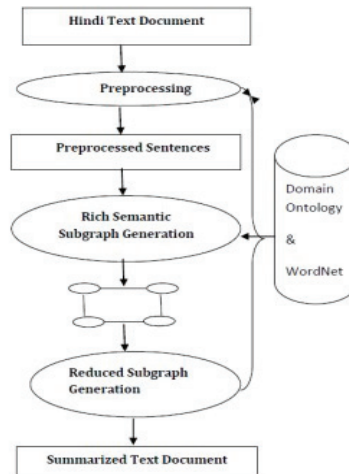 Hindi Text Document
Preprocessing
Preprocessed Sentences
Rich Semantic
Subgraph Generation
Domain
Ontology
&
WordNet
Reduced Subgraph
Generation
Summarized Text Document